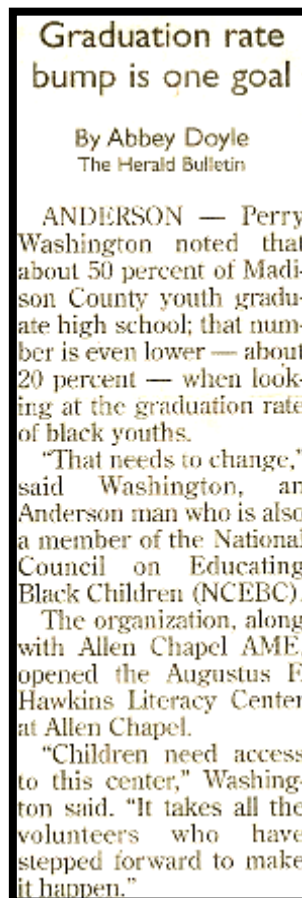 Graduation rate
bump is one goal
By Abbey Doyle
The Herald Bulletin
ANDERSON — Perry
Washington noted that
about 50 percent of Madi-
son County youth gradu-
ate high school; that num-
ber is even lower — about
20 percent — when look-
ing at the graduation rate
of black youths.
“That needs to change,”
said Washington, an
Anderson man who is also
a member of the National
Council on Educating
Black Children (NCEBC).
The organization, along
with Allen Chapel AME,
opened the Augustus F.
Hawkins Literacy Center
at Allen Chapel.
“Children need access
to this center,” Washing-
ton said. “It takes all the
volunteers who have
stepped forward to make
it happen.”